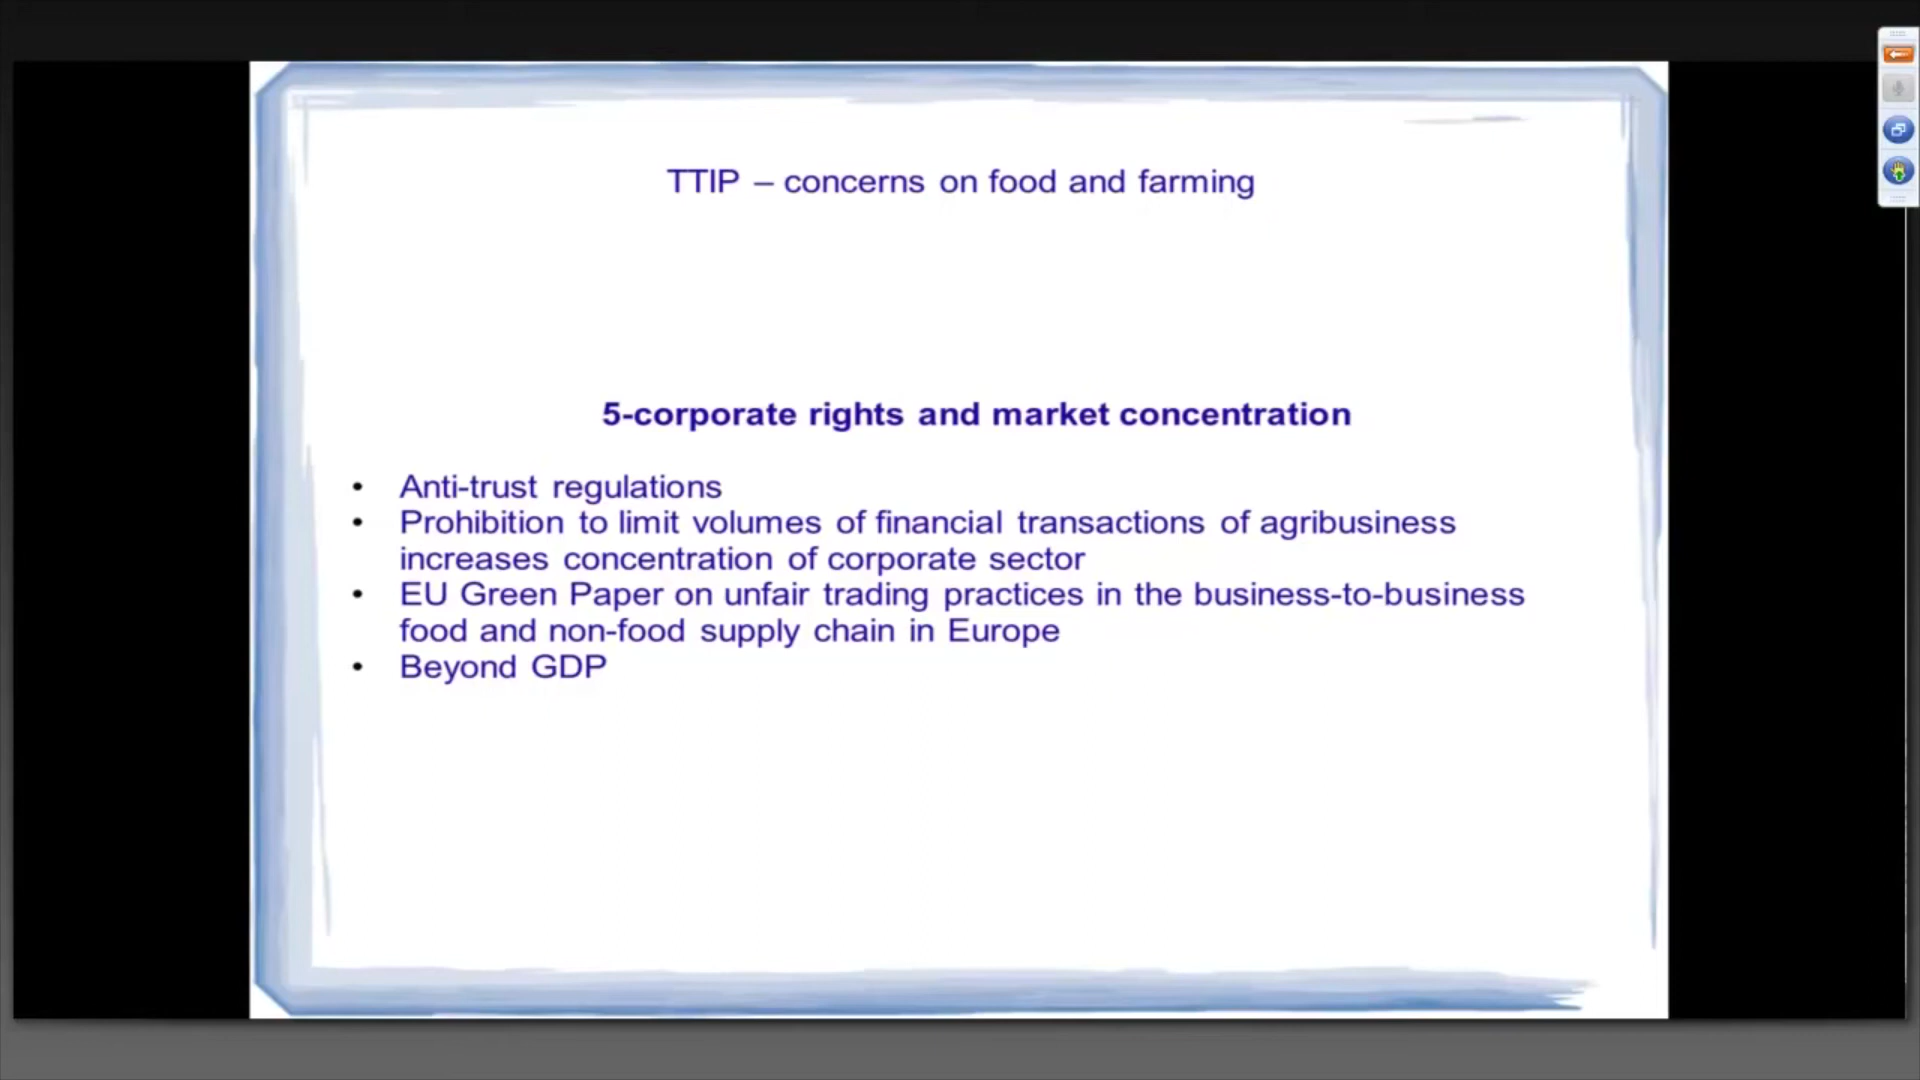 TTIP – concerns on food and farming
5-corporate rights and market concentration
• Anti-trust regulations
• Prohibition to limit volumes of financial transactions of agribusiness
increases concentration of corporate sector
• EU Green Paper on unfair trading practices in the business-to-business
food and non-food supply chain in Europe
• Beyond GDP